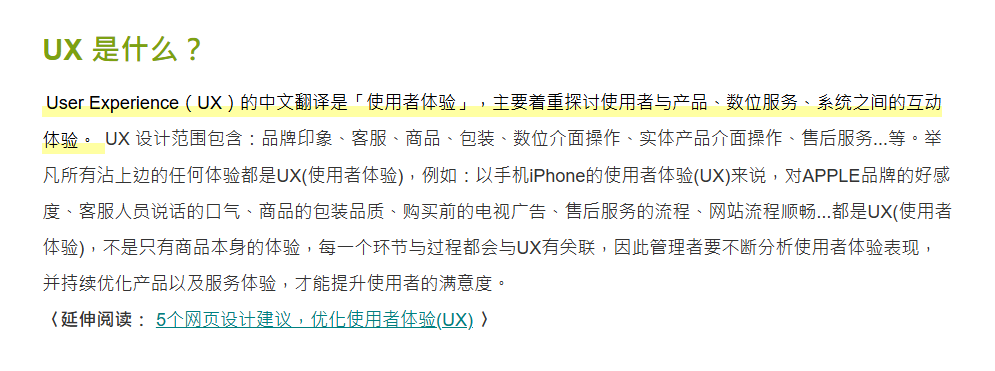 UX 是什么？
User Experience（UX）的中文翻译是「使用者体验」，主要着重探讨使用者与产品、数位服务、系统之间的互动
体验。 UX 设计范围包含：品牌印象、客服、商品、包装、数位介面操作、实体产品介面操作、售后服务...等。举
凡所有沾上边的任何体验都是UX(使用者体验)，例如：以手机iPhone的使用者体验(UX)来说，对APPLE品牌的好感
度、客服人员说话的口气、商品的包装品质、购买前的电视广告、售后服务的流程、网站流程顺畅...都是UX(使用者
体验)，不是只有商品本身的体验，每一个环节与过程都会与UX有关联，因此管理者要不断分析使用者体验表现，
并持续优化产品以及服务体验，才能提升使用者的满意度。
〈延伸阅读： 5个网页设计建议，优化使用者体验(UX) 〉